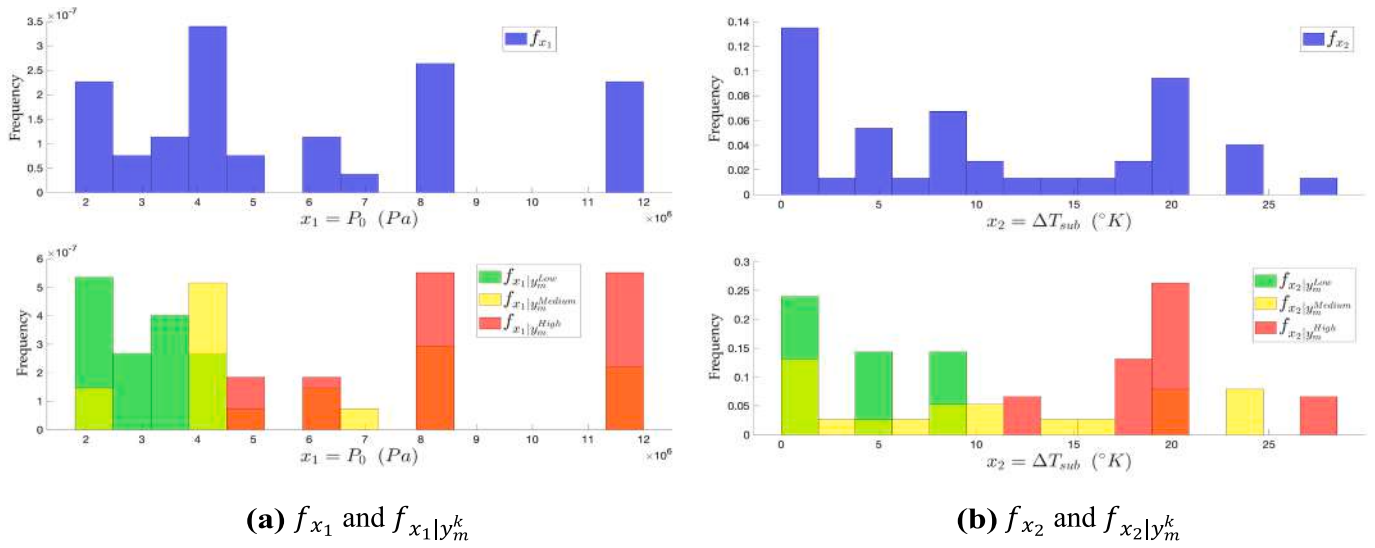 ×10⁻⁷
3.5
3
2.5
2
1.5
1
0.5
0
Frequency
f_{x_1}
2 3 4 5 6 7 8 9 10 11 12
×10⁶
x_1 = P_0 (Pa)
×10⁻⁷
6
5
4
3
2
1
0
Frequency
f_{x_1|y_m^{Low}}
f_{x_1|y_m^{Medium}}
f_{x_1|y_m^{High}}
2 3 4 5 6 7 8 9 10 11 12
×10⁶
x_1 = P_0 (Pa)
(a) f_{x_1} and f_{x_1|y_m^k}
0.14
0.12
0.1
0.08
0.06
0.04
0.02
0
Frequency
f_{x_2}
0 5 10 15 20 25
x_2 = ΔT_{sub} (°K)
0.3
0.25
0.2
0.15
0.1
0.05
0
Frequency
f_{x_2|y_m^{Low}}
f_{x_2|y_m^{Medium}}
f_{x_2|y_m^{High}}
0 5 10 15 20 25
x_2 = ΔT_{sub} (°K)
(b) f_{x_2} and f_{x_2|y_m^k}